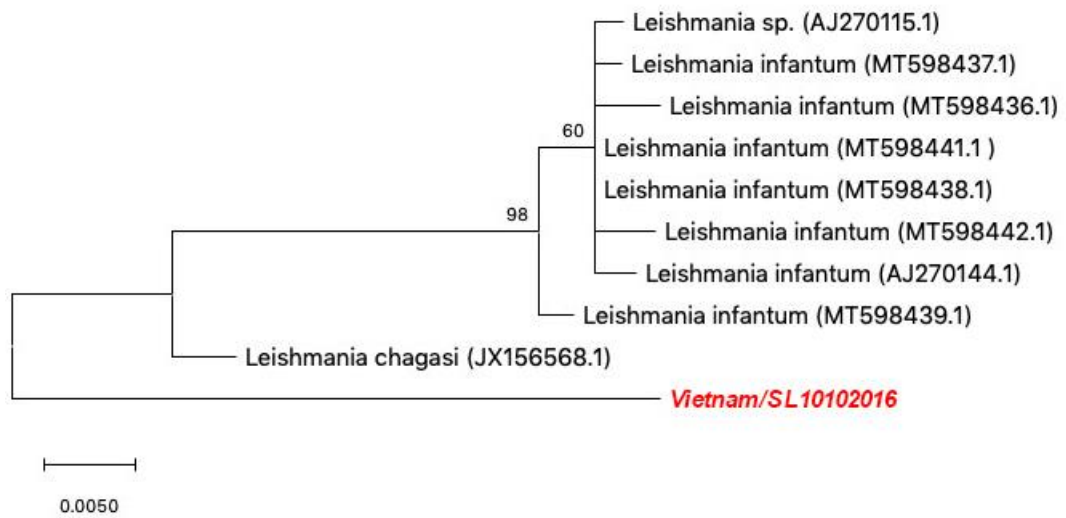 Leishmania sp. (AJ270115.1)
Leishmania infantum (MT598437.1)
Leishmania infantum (MT598436.1)
60
Leishmania infantum (MT598441.1 )
Leishmania infantum (MT598438.1)
98
Leishmania infantum (MT598442.1)
Leishmania infantum (AJ270144.1)
Leishmania infantum (MT598439.1)
Leishmania chagasi (JX156568.1)
Vietnam/SL10102016
0.0050